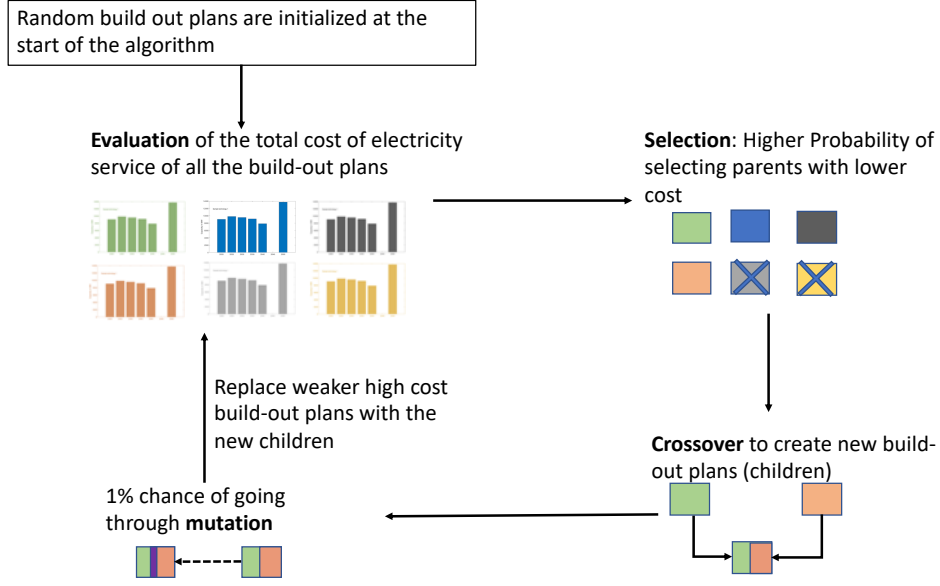 Random build out plans are initialized at the
start of the algorithm
Evaluation of the total cost of electricity
service of all the build-out plans
Selection: Higher Probability of
selecting parents with lower
cost
Replace weaker high cost
build-out plans with the
new children
Crossover to create new build-
out plans (children)
1% chance of going
through mutation